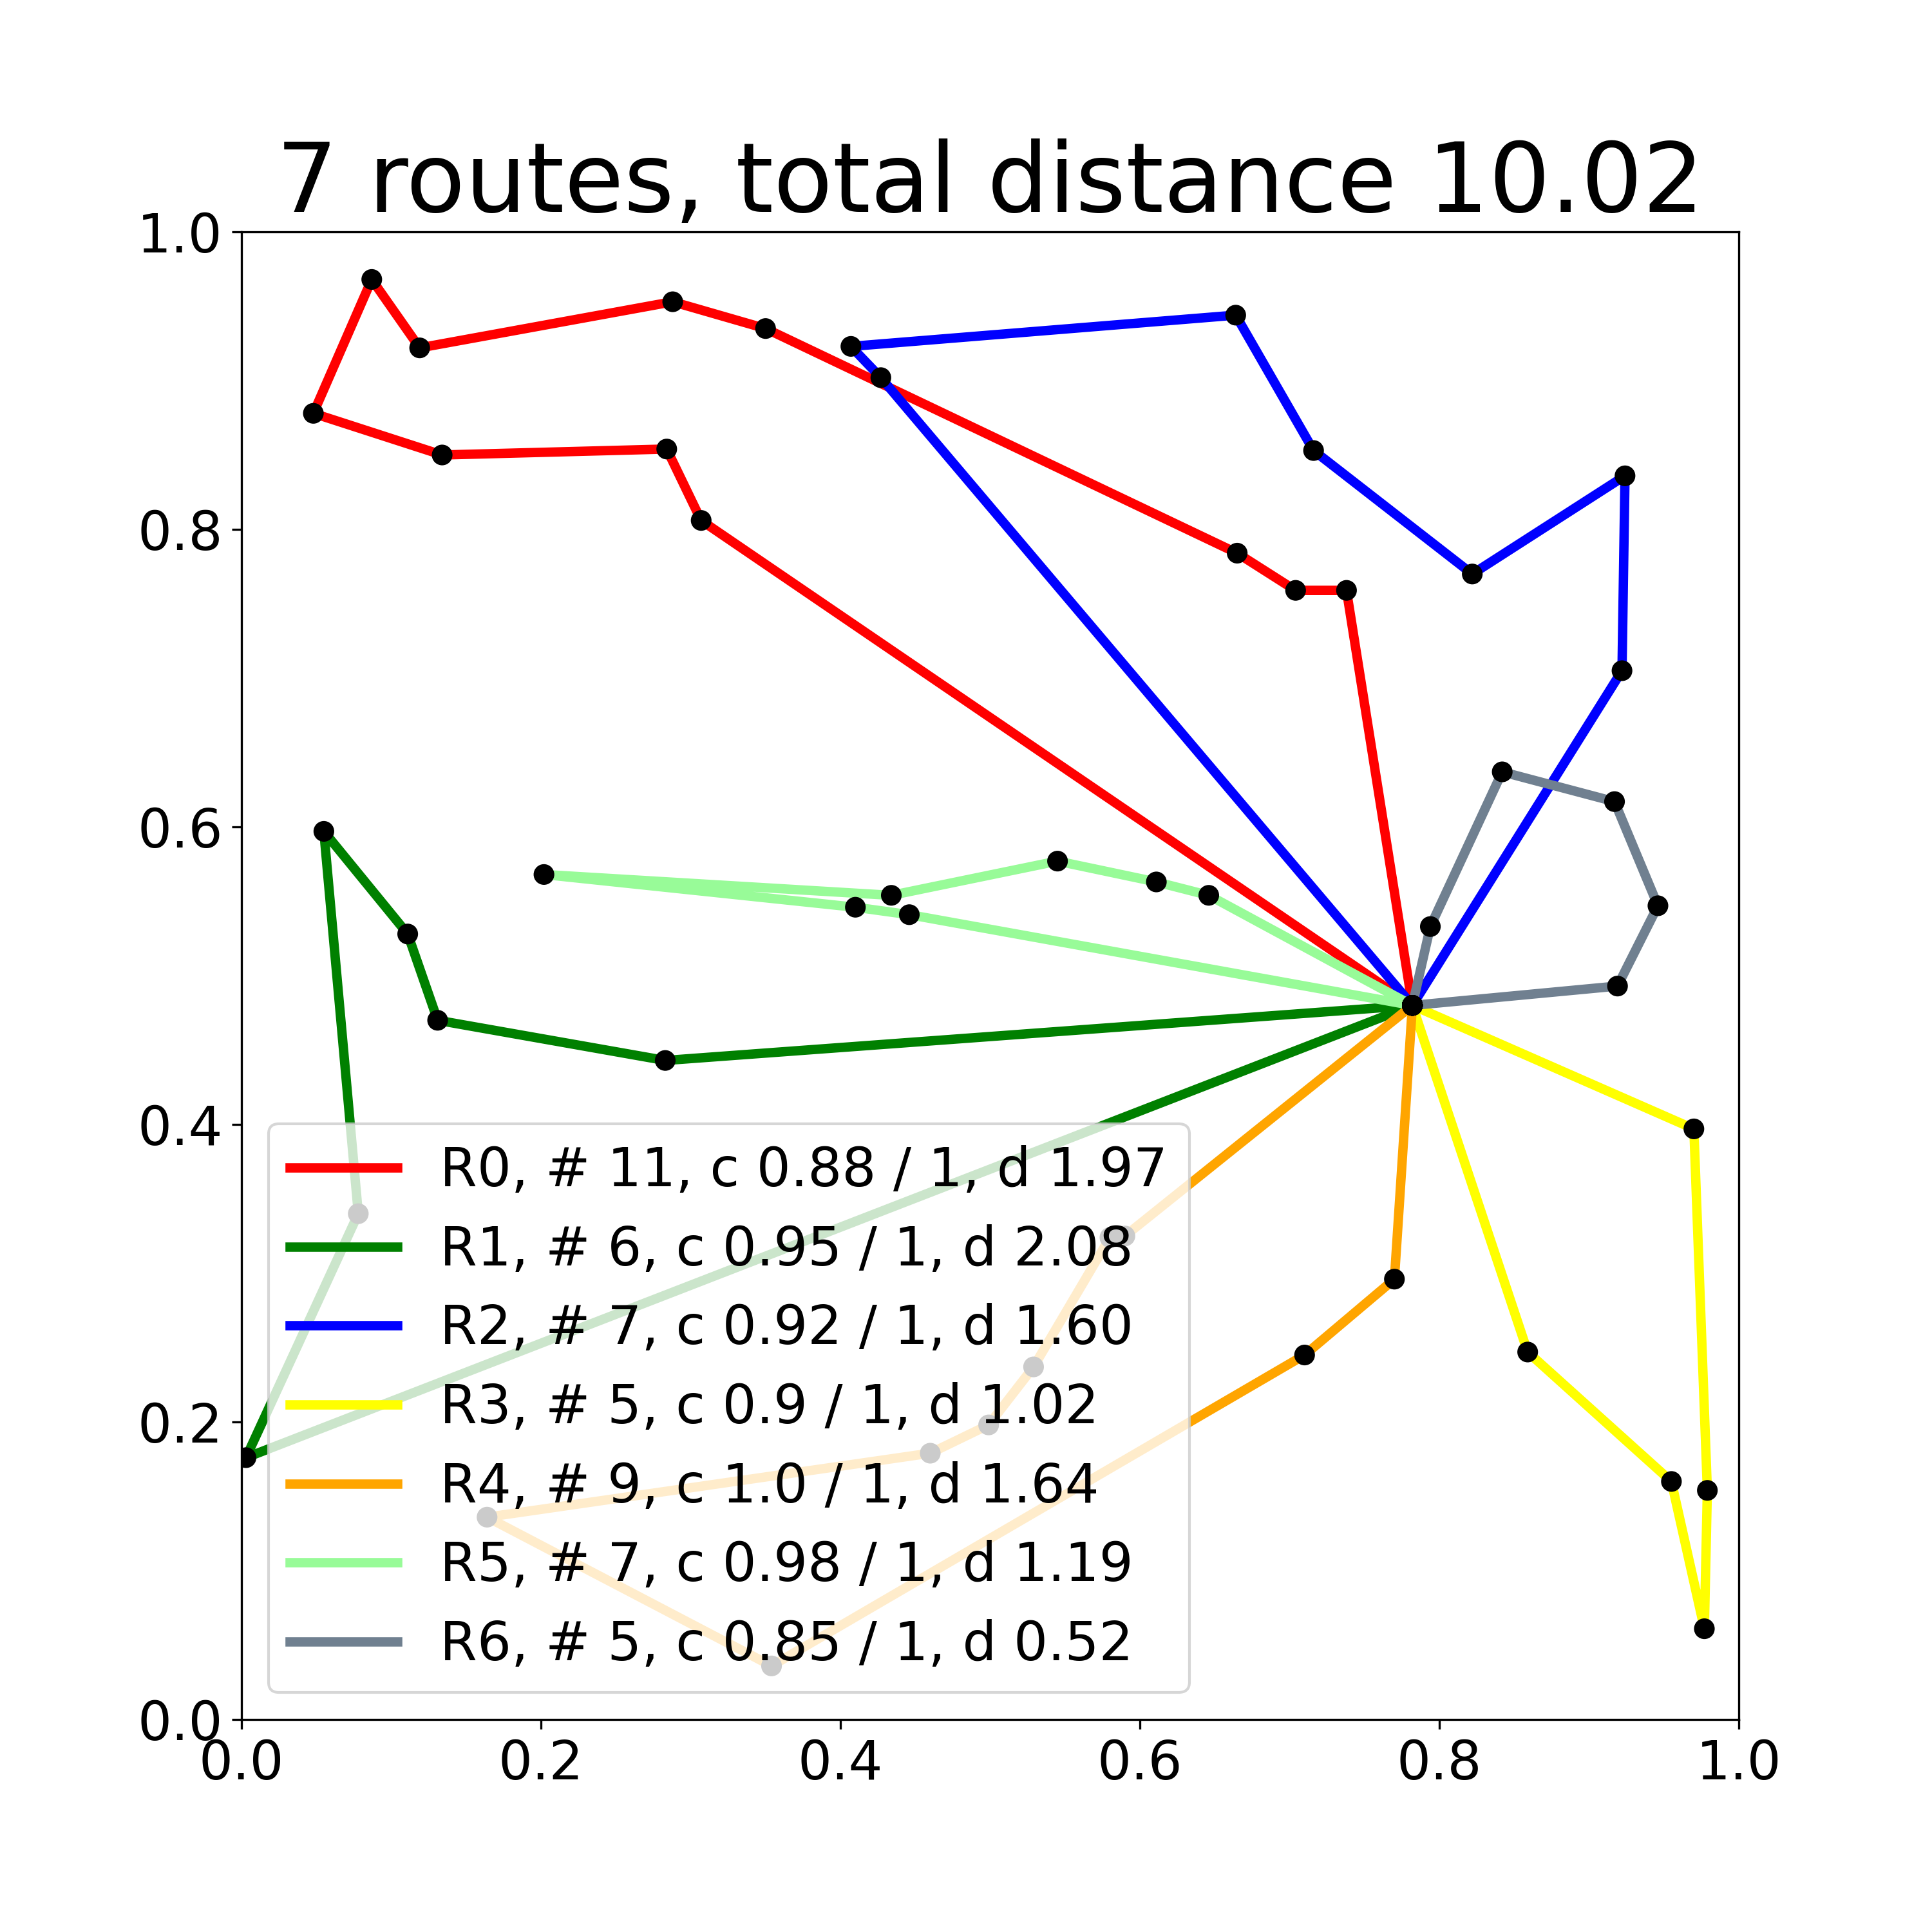 7 routes, total distance 10.02
1.0
0.8
0.6
0.4
0.2
0.0
R0, # 11, c 0.88 / 1, d 1.97
R1, # 6, c 0.95 / 1, d 2.08
R2, # 7, c 0.92 / 1, d 1.60
R3, # 5, c 0.9 / 1, d 1.02
R4, # 9, c 1.0 / 1, d 1.64
R5, # 7, c 0.98 / 1, d 1.19
R6, # 5, c 0.85 / 1, d 0.52
0.0 0.2 0.4 0.6 0.8 1.0